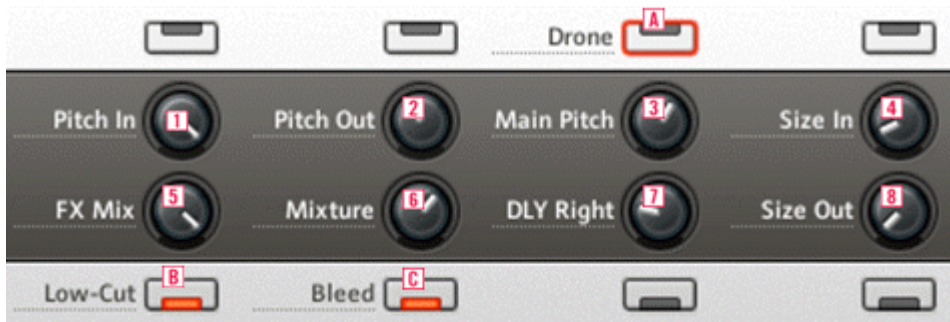 Drone A
Pitch In 1 Pitch Out 2 Main Pitch 3 Size In 4
FX Mix 5 Mixture 6 DLY Right 7 Size Out 8
Low-Cut B Bleed C